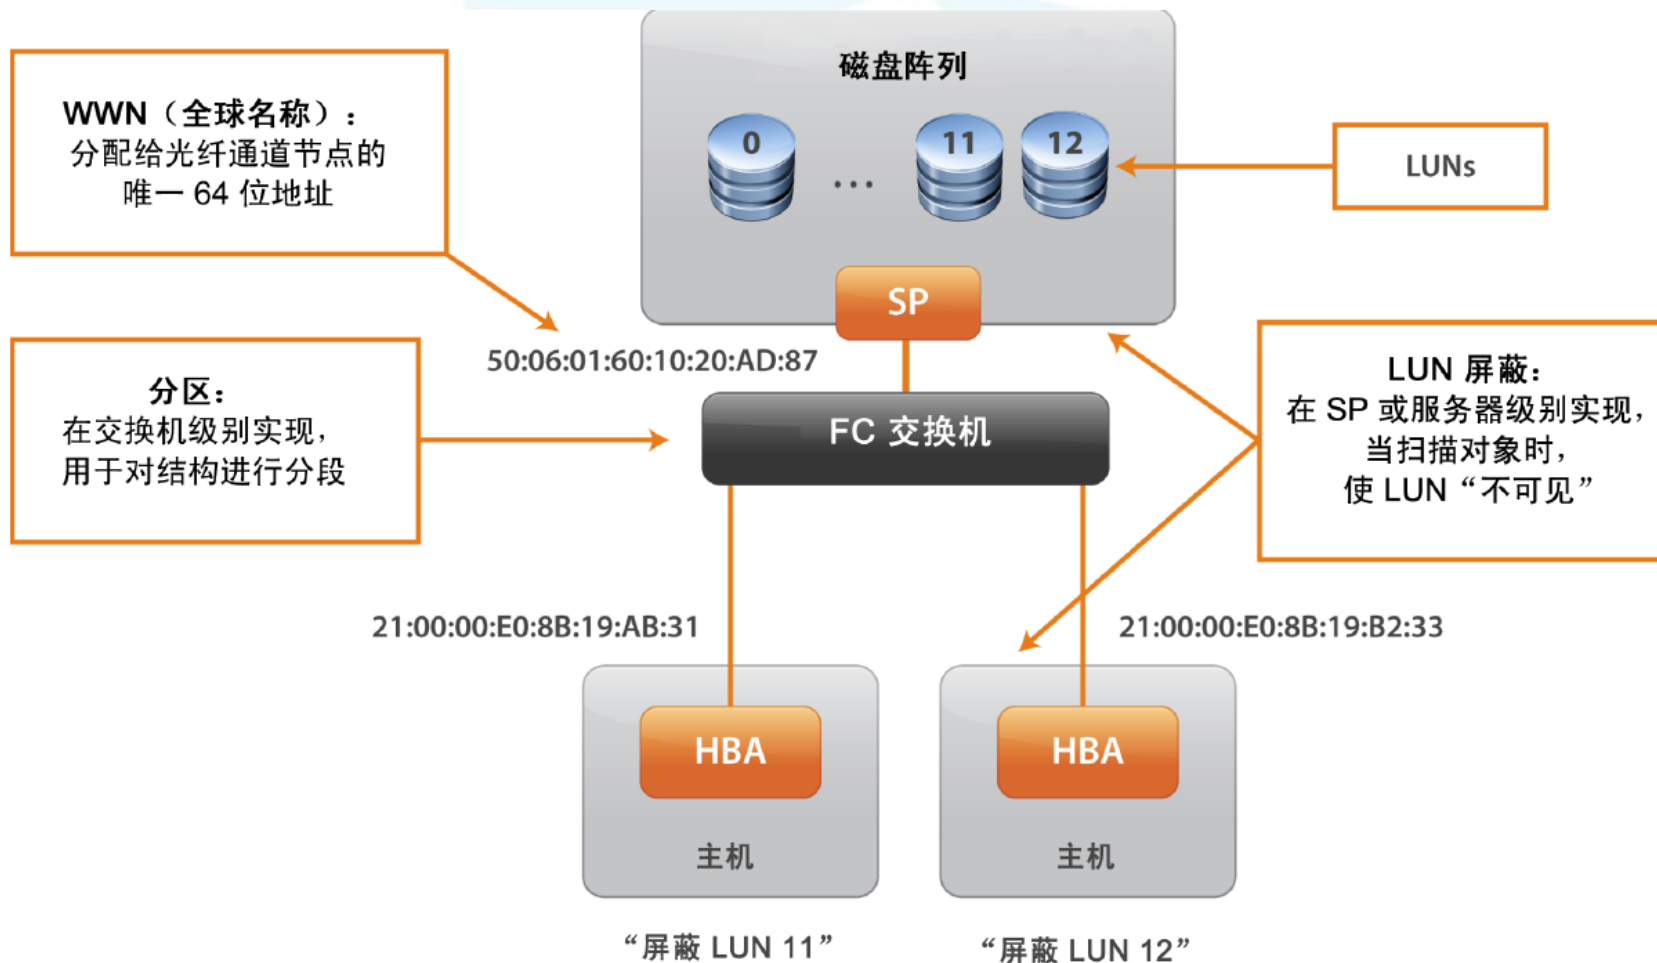 磁盘阵列
WWN（全球名称）：
分配给光纤通道节点的
唯一 64 位地址
0
...
11
12
LUNs
SP
50:06:01:60:10:20:AD:87
分区：
在交换机级别实现，
用于对结构进行分段
FC 交换机
LUN 屏蔽：
在 SP 或服务器级别实现，
当扫描对象时，
使 LUN“不可见”
21:00:00:E0:8B:19:AB:31
21:00:00:E0:8B:19:B2:33
HBA
HBA
主机
主机
“屏蔽 LUN 11”
“屏蔽 LUN 12”